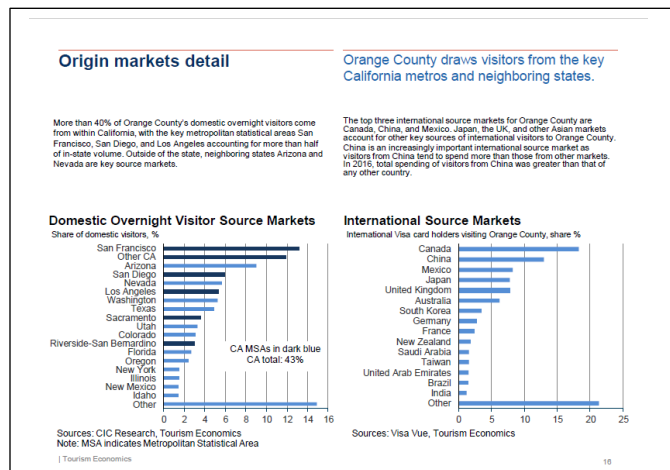 Origin markets detail
Orange County draws visitors from the key
California metros and neighboring states.
More than 40% of Orange County's domestic overnight visitors come
from within California, with the key metropolitan statistical areas San
Francisco, San Diego, and Los Angeles accounting for more than half
of in-state volume. Outside of the state, neighboring states Arizona and
Nevada are key source markets.
The top three international source markets for Orange County are
Canada, China, and Mexico. Japan, the UK, and other Asian markets
account for other key sources of international visitors to Orange County.
China is an increasingly important international source market as
visitors from China tend to spend more than those from other markets.
In 2016, total spending of visitors from China was greater than that of
any other country.
Domestic Overnight Visitor Source Markets
Share of domestic visitors, %
San Francisco
Other CA
Arizona
San Diego
Nevada
Los Angeles
Washington
Texas
Sacramento
Utah
Colorado
Riverside-San Bernardino
Florida
Oregon
New York
Illinois
New Mexico
Idaho
Other
CA MSAs in dark blue
CA total: 43%
0 2 4 6 8 10 12 14 16
Sources: CIC Research, Tourism Economics
Note: MSA indicates Metropolitan Statistical Area
International Source Markets
International Visa card holders visiting Orange County, share %
Canada
China
Mexico
Japan
United Kingdom
Australia
South Korea
Germany
France
New Zealand
Saudi Arabia
Taiwan
United Arab Emirates
Brazil
India
Other
0 5 10 15 20 25
Sources: Visa Vue, Tourism Economics
| Tourism Economics
16